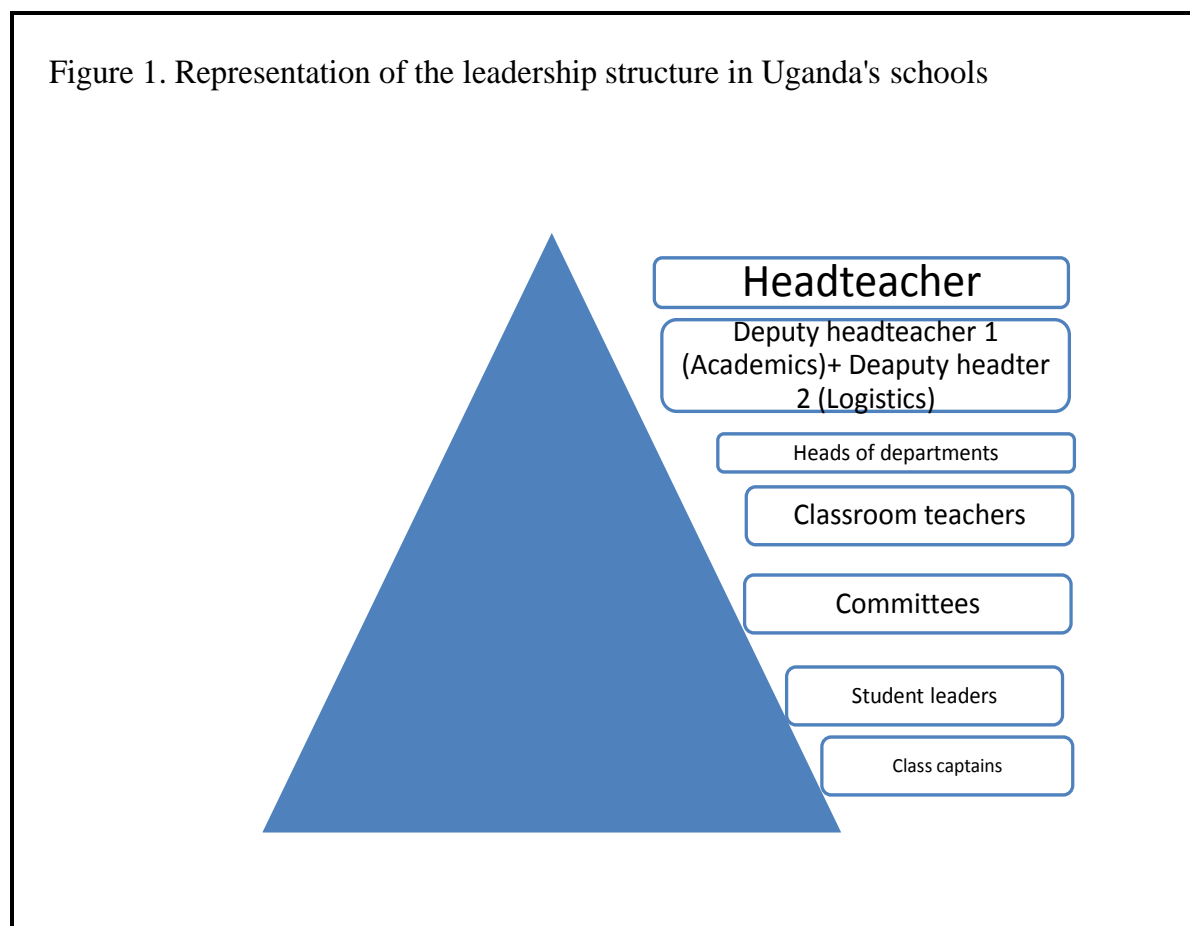 Figure 1. Representation of the leadership structure in Uganda's schools
Headteacher
Deputy headteacher 1
(Academics)+ Deaputy headter
2 (Logistics)
Heads of departments
Classroom teachers
Committees
Student leaders
Class captains